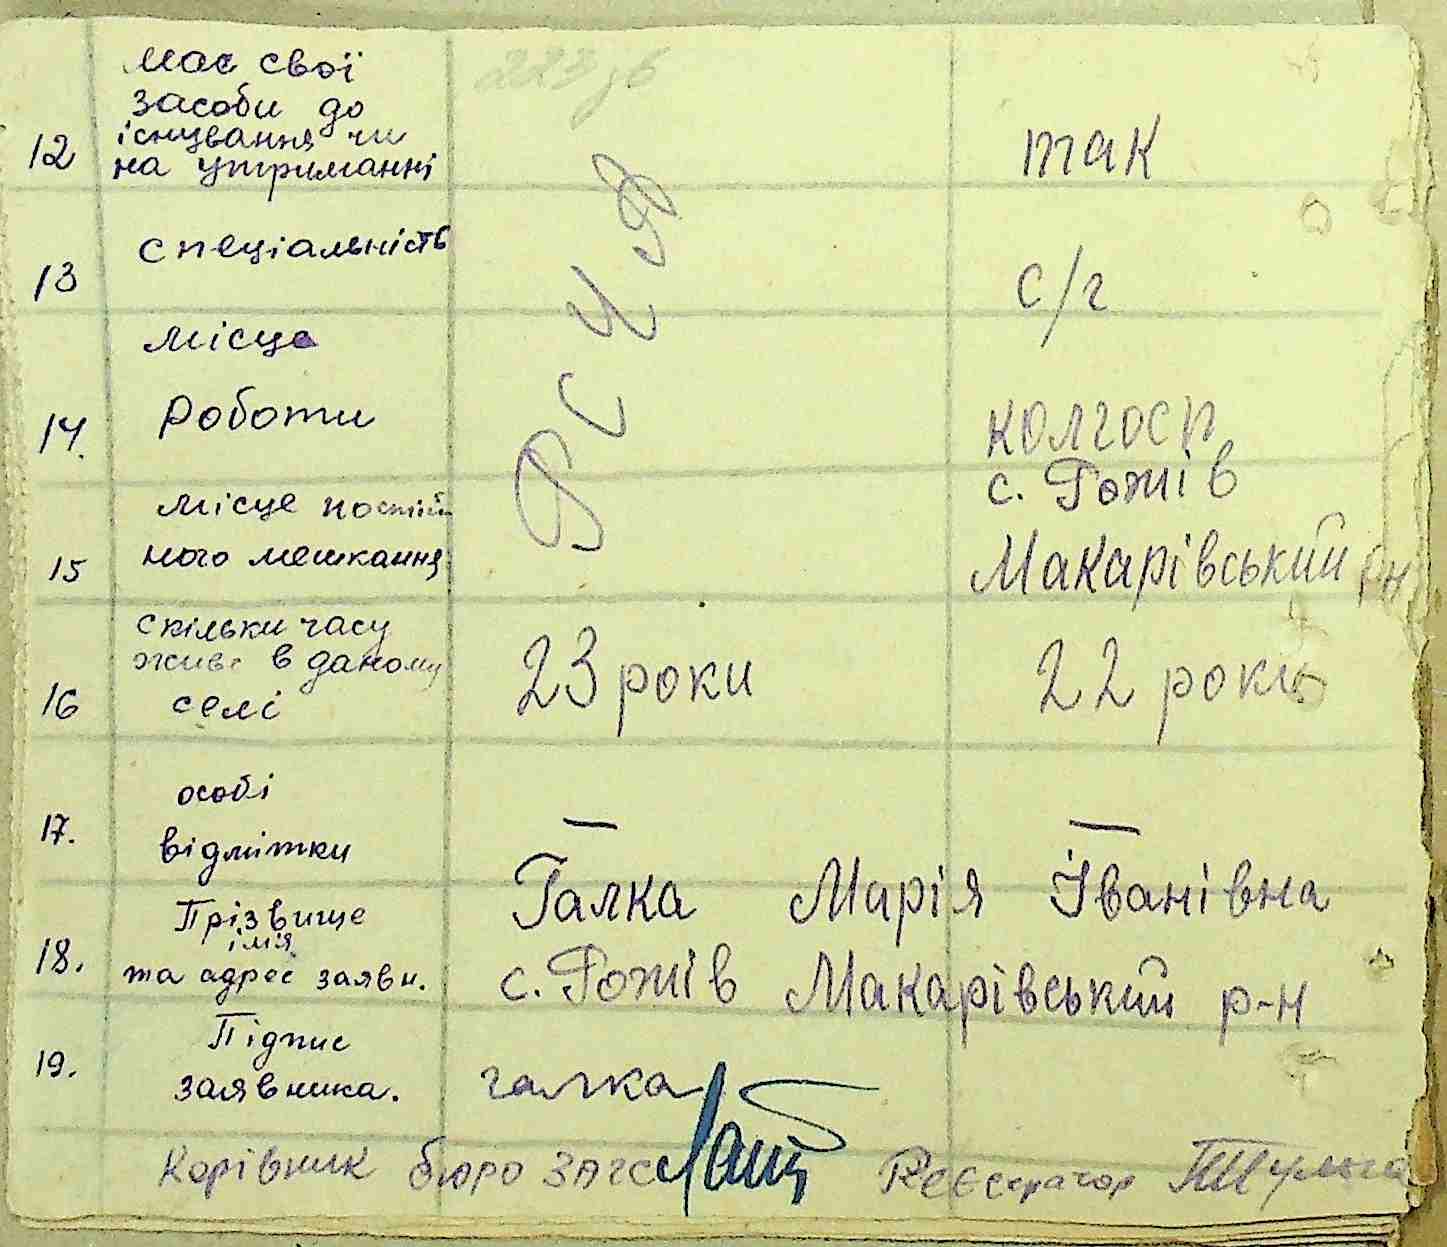 має свої
засоби до
12 існування чи
на утриманні
так
13 спеціальність
с/г
місце
14. роботи
колгосп
с. Гожів
15 місце постій
ного мешкання
Макарівський р-н
скільки часу
живе в даному
16 селі
23 роки
22 роки
особі
17. відмітки
—
—
Прізвище
імя
18. та адрес заявн.
Галка Марія Іванівна
с. Гожів Макарівський р-н
19. Підпис
заявника.
галка
Керівник бюро ЗАГС
Реєстратор